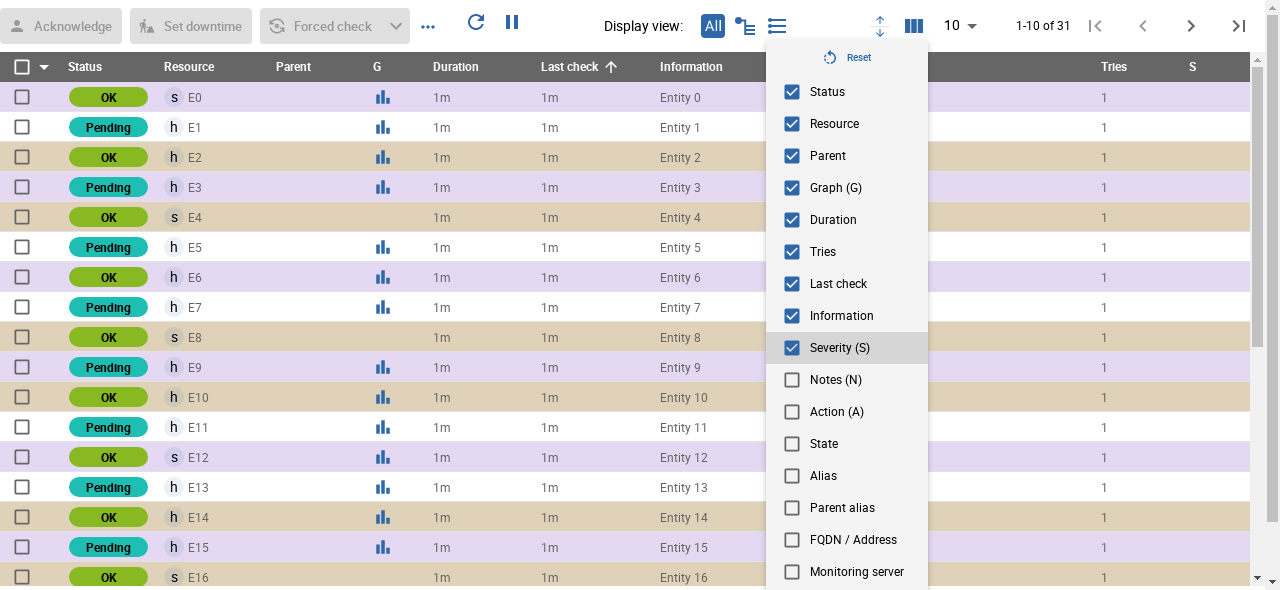 Acknowledge Set downtime Forced check Display view: All 10 1-10 of 31
Status Resource Parent G Duration Last check Information Tries S
OK s E0 1m 1m Entity 0 1
Pending h E1 1m 1m Entity 1 1
OK h E2 1m 1m Entity 2 1
Pending h E3 1m 1m Entity 3 1
OK s E4 1m 1m Entity 4 1
Pending h E5 1m 1m Entity 5 1
OK h E6 1m 1m Entity 6 1
Pending h E7 1m 1m Entity 7 1
OK s E8 1m 1m Entity 8 1
Pending h E9 1m 1m Entity 9 1
OK h E10 1m 1m Entity 10 1
Pending h E11 1m 1m Entity 11 1
OK s E12 1m 1m Entity 12 1
Pending h E13 1m 1m Entity 13 1
OK h E14 1m 1m Entity 14 1
Pending h E15 1m 1m Entity 15 1
OK s E16 1m 1m Entity 16 1
Reset
Status
Resource
Parent
Graph (G)
Duration
Tries
Last check
Information
Severity (S)
Notes (N)
Action (A)
State
Alias
Parent alias
FQDN / Address
Monitoring server